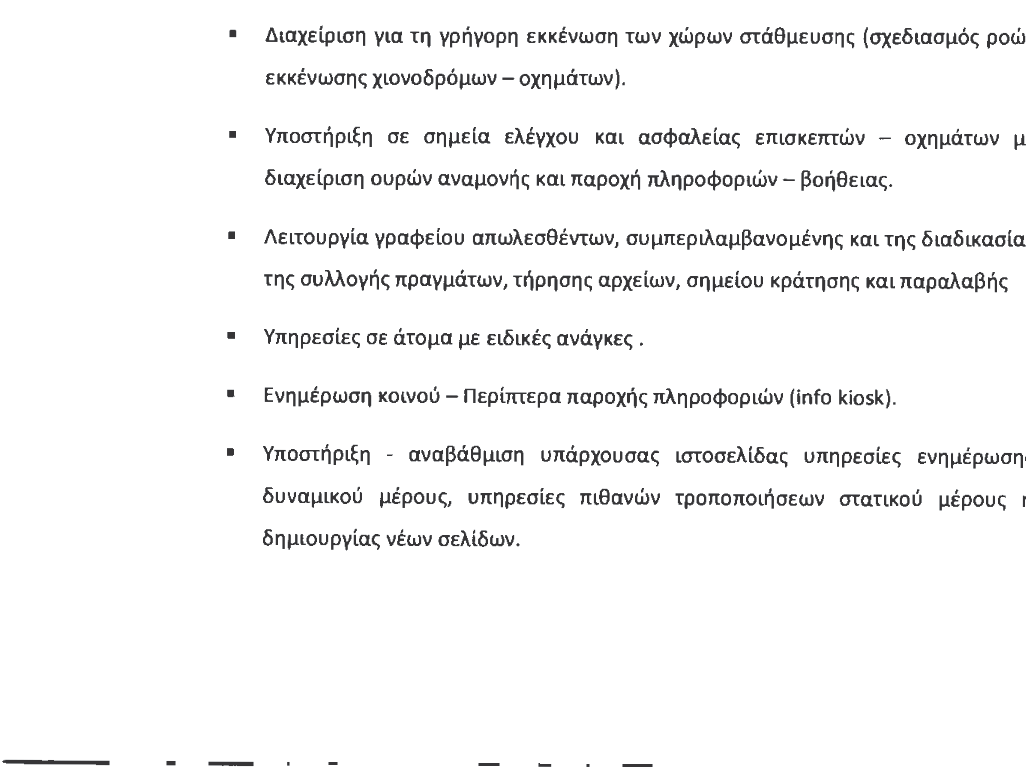 ▪ Διαχείριση για τη γρήγορη εκκένωση των χώρων στάθμευσης (σχεδιασμός ροώ
εκκένωσης χιονοδρόμων – οχημάτων).
▪ Υποστήριξη σε σημεία ελέγχου και ασφαλείας επισκεπτών – οχημάτων μ
διαχείριση ουρών αναμονής και παροχή πληροφοριών – βοήθειας.
▪ Λειτουργία γραφείου απωλεσθέντων, συμπεριλαμβανομένης και της διαδικασία
της συλλογής πραγμάτων, τήρησης αρχείων, σημείου κράτησης και παραλαβής
▪ Υπηρεσίες σε άτομα με ειδικές ανάγκες .
▪ Ενημέρωση κοινού – Περίπτερα παροχής πληροφοριών (info kiosk).
▪ Υποστήριξη - αναβάθμιση υπάρχουσας ιστοσελίδας υπηρεσίες ενημέρωση
δυναμικού μέρους, υπηρεσίες πιθανών τροποποιήσεων στατικού μέρους
δημιουργίας νέων σελίδων.